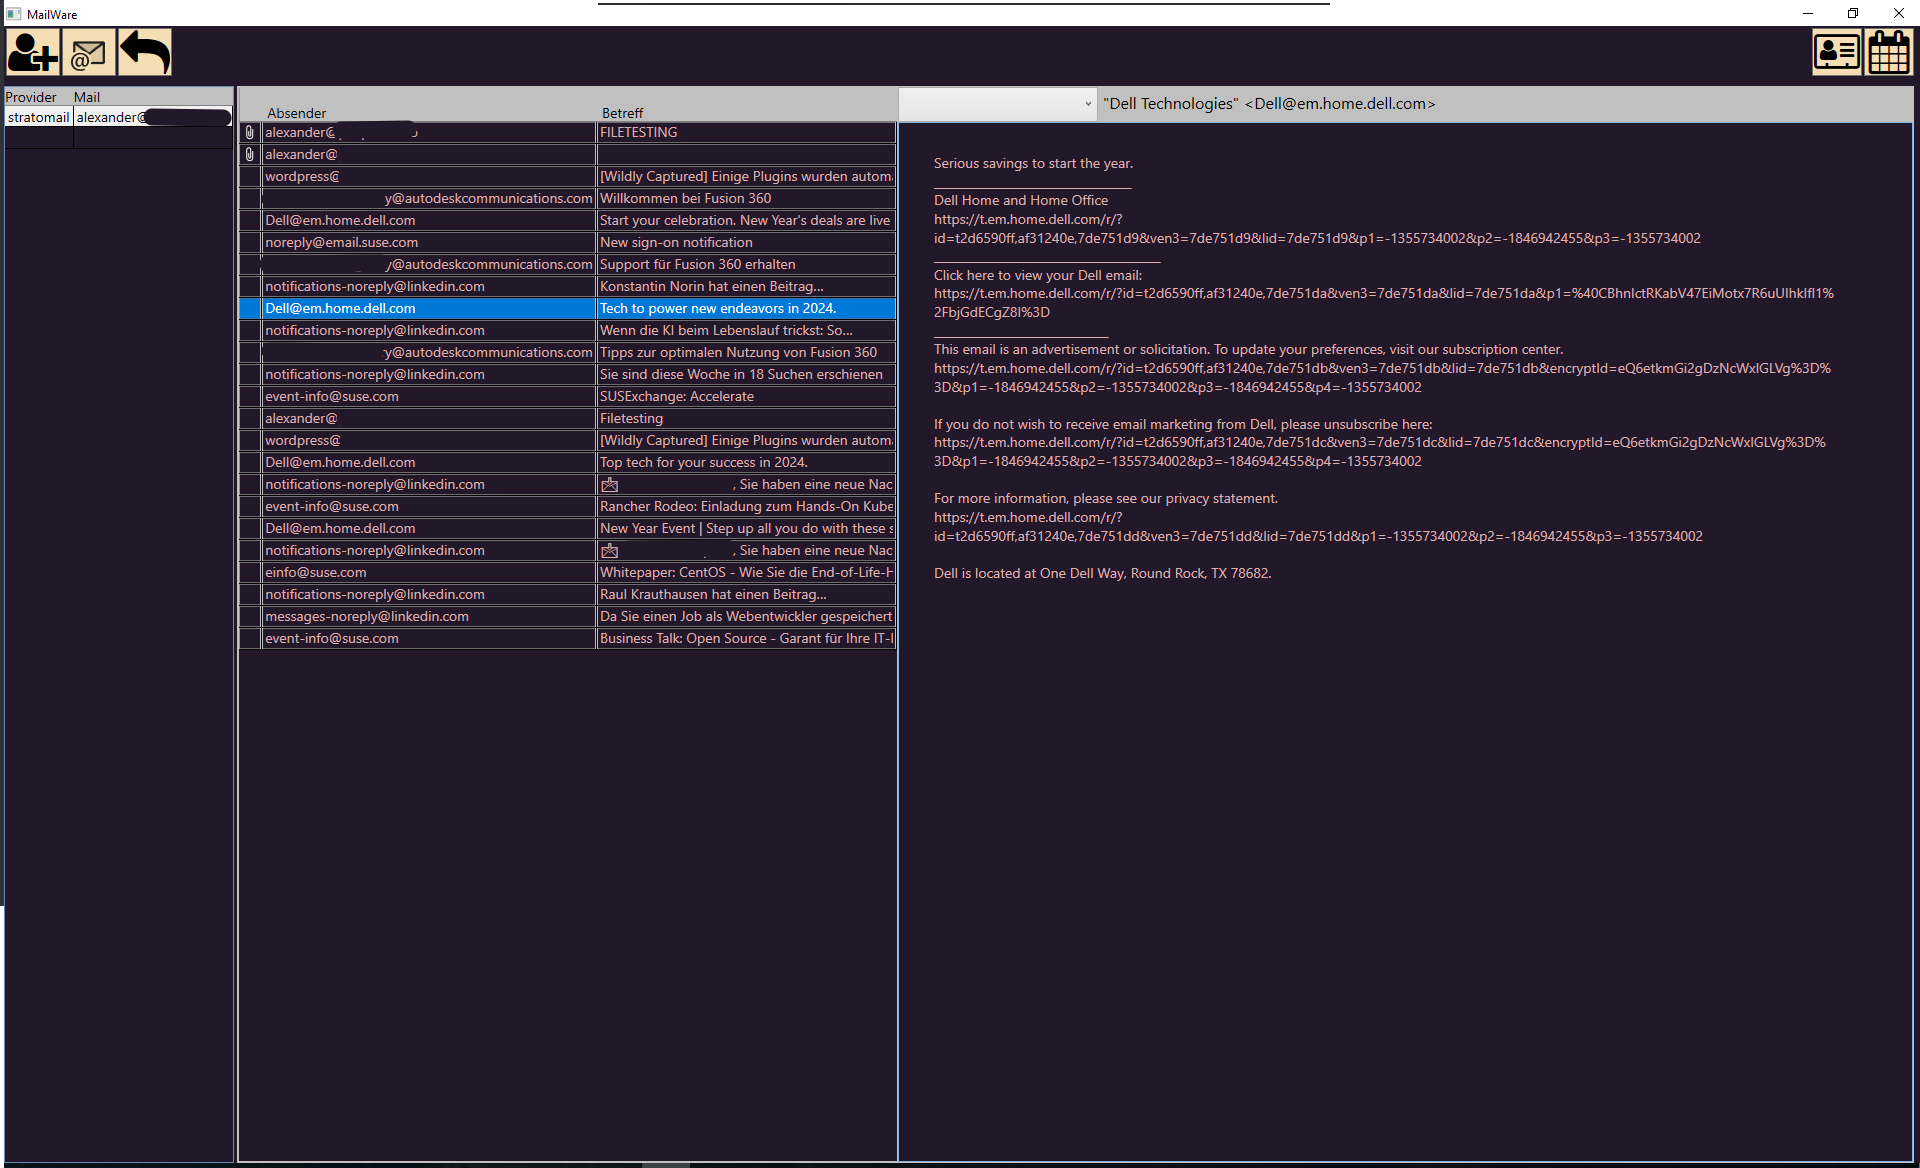 MailWare
Provider Mail
stratomail alexander@
Absender Betreff
alexander@ FILETESTING
alexander@
wordpress@ [Wildly Captured] Einige Plugins wurden autom
y@autodeskcommunications.com Willkommen bei Fusion 360
Dell@em.home.dell.com Start your celebration. New Year's deals are live
noreply@email.suse.com New sign-on notification
y@autodeskcommunications.com Support für Fusion 360 erhalten
notifications-noreply@linkedin.com Konstantin Norin hat einen Beitrag...
Dell@em.home.dell.com Tech to power new endeavors in 2024.
notifications-noreply@linkedin.com Wenn die KI beim Lebenslauf trickst: So...
y@autodeskcommunications.com Tipps zur optimalen Nutzung von Fusion 360
notifications-noreply@linkedin.com Sie sind diese Woche in 18 Suchen erschienen
event-info@suse.com SUSExchange: Accelerate
alexander@ Filetesting
wordpress@ [Wildly Captured] Einige Plugins wurden autom
Dell@em.home.dell.com Top tech for your success in 2024.
notifications-noreply@linkedin.com , Sie haben eine neue Nac
event-info@suse.com Rancher Rodeo: Einladung zum Hands-On Kube
Dell@em.home.dell.com New Year Event | Step up all you do with these s
notifications-noreply@linkedin.com , Sie haben eine neue Nac
einfo@suse.com Whitepaper: CentOS - Wie Sie die End-of-Life-H
notifications-noreply@linkedin.com Raul Krauthausen hat einen Beitrag...
messages-noreply@linkedin.com Da Sie einen Job als Webentwickler gespeichert
event-info@suse.com Business Talk: Open Source - Garant für Ihre IT-
"Dell Technologies" <Dell@em.home.dell.com>
Serious savings to start the year.
Dell Home and Home Office
https://t.em.home.dell.com/r/?
id=t2d6590ff,af31240e,7de751d9&ven3=7de751d9&lid=7de751d9&p1=-1355734002&p2=-1846942455&p3=-1355734002
Click here to view your Dell email:
https://t.em.home.dell.com/r/?id=t2d6590ff,af31240e,7de751da&ven3=7de751da&lid=7de751da&p1=%40CBhnIctRKabV47EiMotx7R6uUIhkIfl1%
2FbjGdECgZ8I%3D
This email is an advertisement or solicitation. To update your preferences, visit our subscription center.
https://t.em.home.dell.com/r/?id=t2d6590ff,af31240e,7de751db&ven3=7de751db&lid=7de751db&encryptId=eQ6etkmGi2gDzNcWxIGLVg%3D%
3D&p1=-1846942455&p2=-1355734002&p3=-1846942455&p4=-1355734002
If you do not wish to receive email marketing from Dell, please unsubscribe here:
https://t.em.home.dell.com/r/?id=t2d6590ff,af31240e,7de751dc&ven3=7de751dc&lid=7de751dc&encryptId=eQ6etkmGi2gDzNcWxIGLVg%3D%
3D&p1=-1846942455&p2=-1355734002&p3=-1846942455&p4=-1355734002
For more information, please see our privacy statement.
https://t.em.home.dell.com/r/?
id=t2d6590ff,af31240e,7de751dd&ven3=7de751dd&lid=7de751dd&p1=-1355734002&p2=-1846942455&p3=-1355734002
Dell is located at One Dell Way, Round Rock, TX 78682.